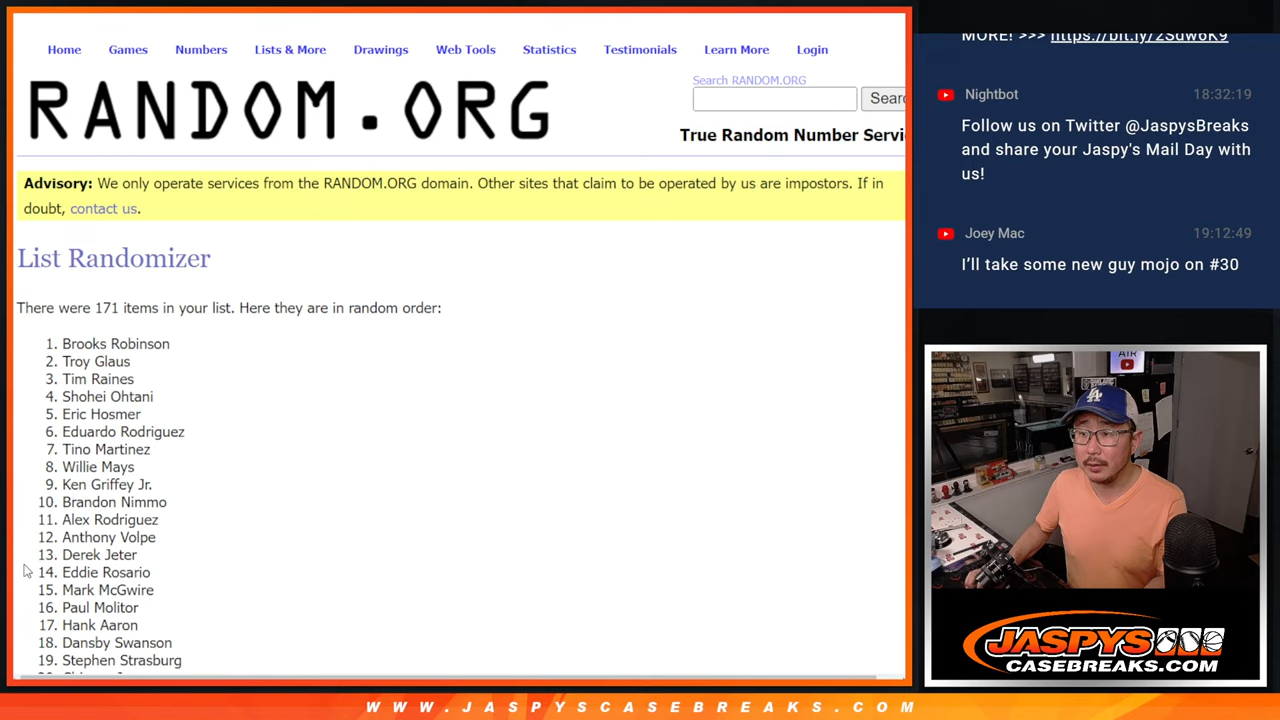 Home Games Numbers Lists & More Drawings Web Tools Statistics Testimonials Learn More Login
RANDOM.ORG
Search RANDOM.ORG
Searc
True Random Number Servi
Advisory: We only operate services from the RANDOM.ORG domain. Other sites that claim to be operated by us are impostors. If in
doubt, contact us.
List Randomizer
There were 171 items in your list. Here they are in random order:
1. Brooks Robinson
2. Troy Glaus
3. Tim Raines
4. Shohei Ohtani
5. Eric Hosmer
6. Eduardo Rodriguez
7. Tino Martinez
8. Willie Mays
9. Ken Griffey Jr.
10. Brandon Nimmo
11. Alex Rodriguez
12. Anthony Volpe
13. Derek Jeter
14. Eddie Rosario
15. Mark McGwire
16. Paul Molitor
17. Hank Aaron
18. Dansby Swanson
19. Stephen Strasburg
MORE! >>> https://bit.ly/2Sdw6K9
Nightbot 18:32:19
Follow us on Twitter @JaspysBreaks
and share your Jaspy's Mail Day with
us!
Joey Mac 19:12:49
I'll take some new guy mojo on #30
AIR
LA
JASPYS
CASEBREAKS.COM
WWW.JASPYSCASEBREAKS.COM